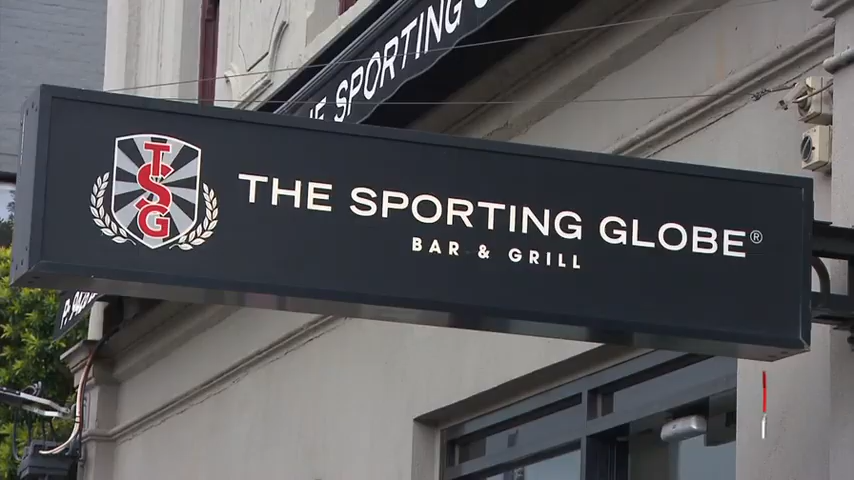 THE SPORTING
TSG
THE SPORTING GLOBE®
BAR & GRILL